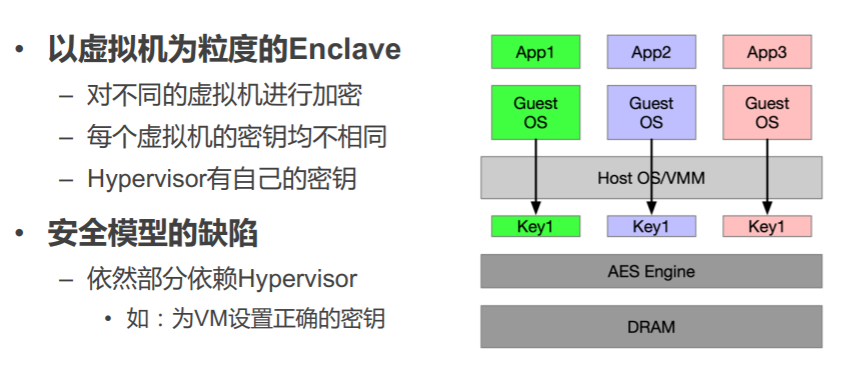 • 以虚拟机为粒度的Enclave
– 对不同的虚拟机进行加密
– 每个虚拟机的密钥均不相同
– Hypervisor有自己的密钥
• 安全模型的缺陷
– 依然部分依赖Hypervisor
• 如：为VM设置正确的密钥
App1 App2 App3
Guest Guest Guest
OS OS OS
Host OS/VMM
Key1 Key1 Key1
AES Engine
DRAM